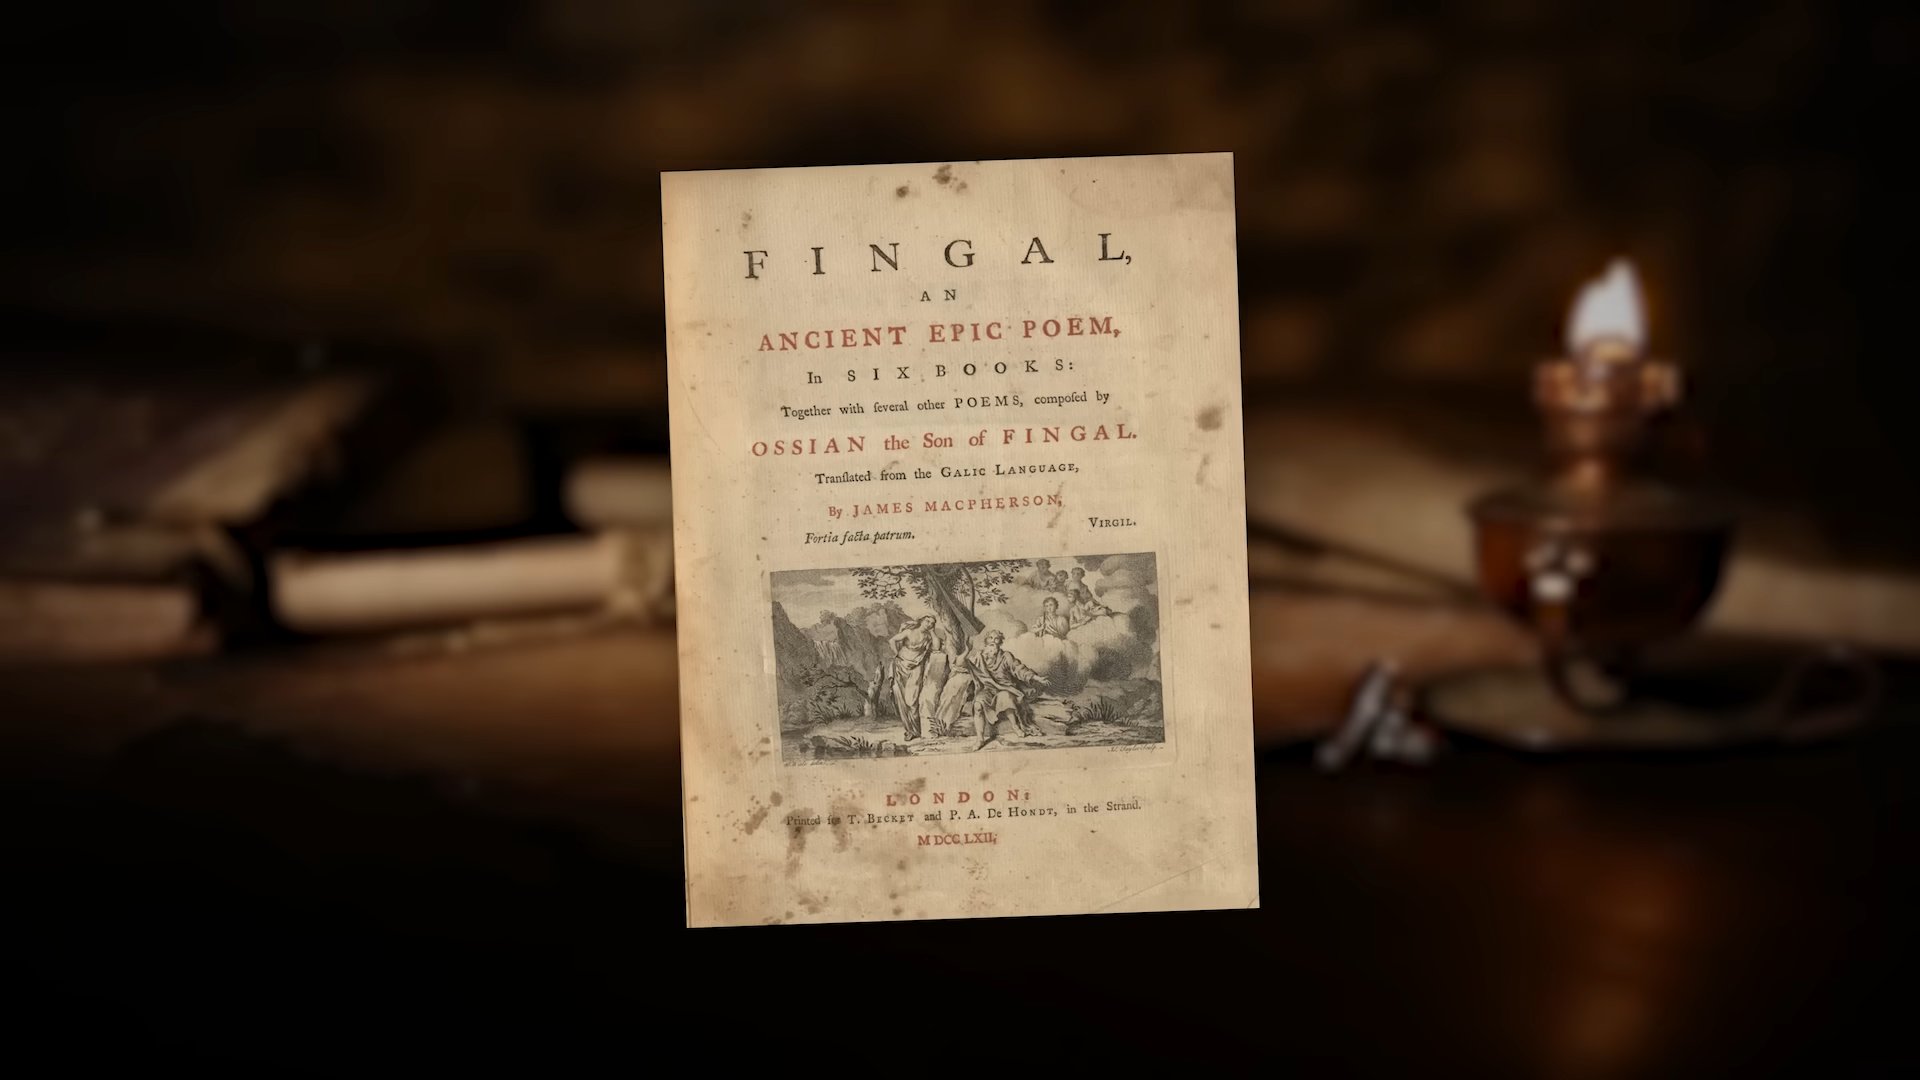 FINGAL,
AN
ANCIENT EPIC POEM,
In SIX BOOKS:
Together with ſeveral other POEMS, compoſed by
OSSIAN the Son of FINGAL.
Tranſlated from the GALIC LANGUAGE,
By JAMES MACPHERSON,
Fortia facta patrum. VIRGIL.
LONDON:
Printed for T. BECKET and P. A. De HONDT, in the Strand.
MDCCLXII.